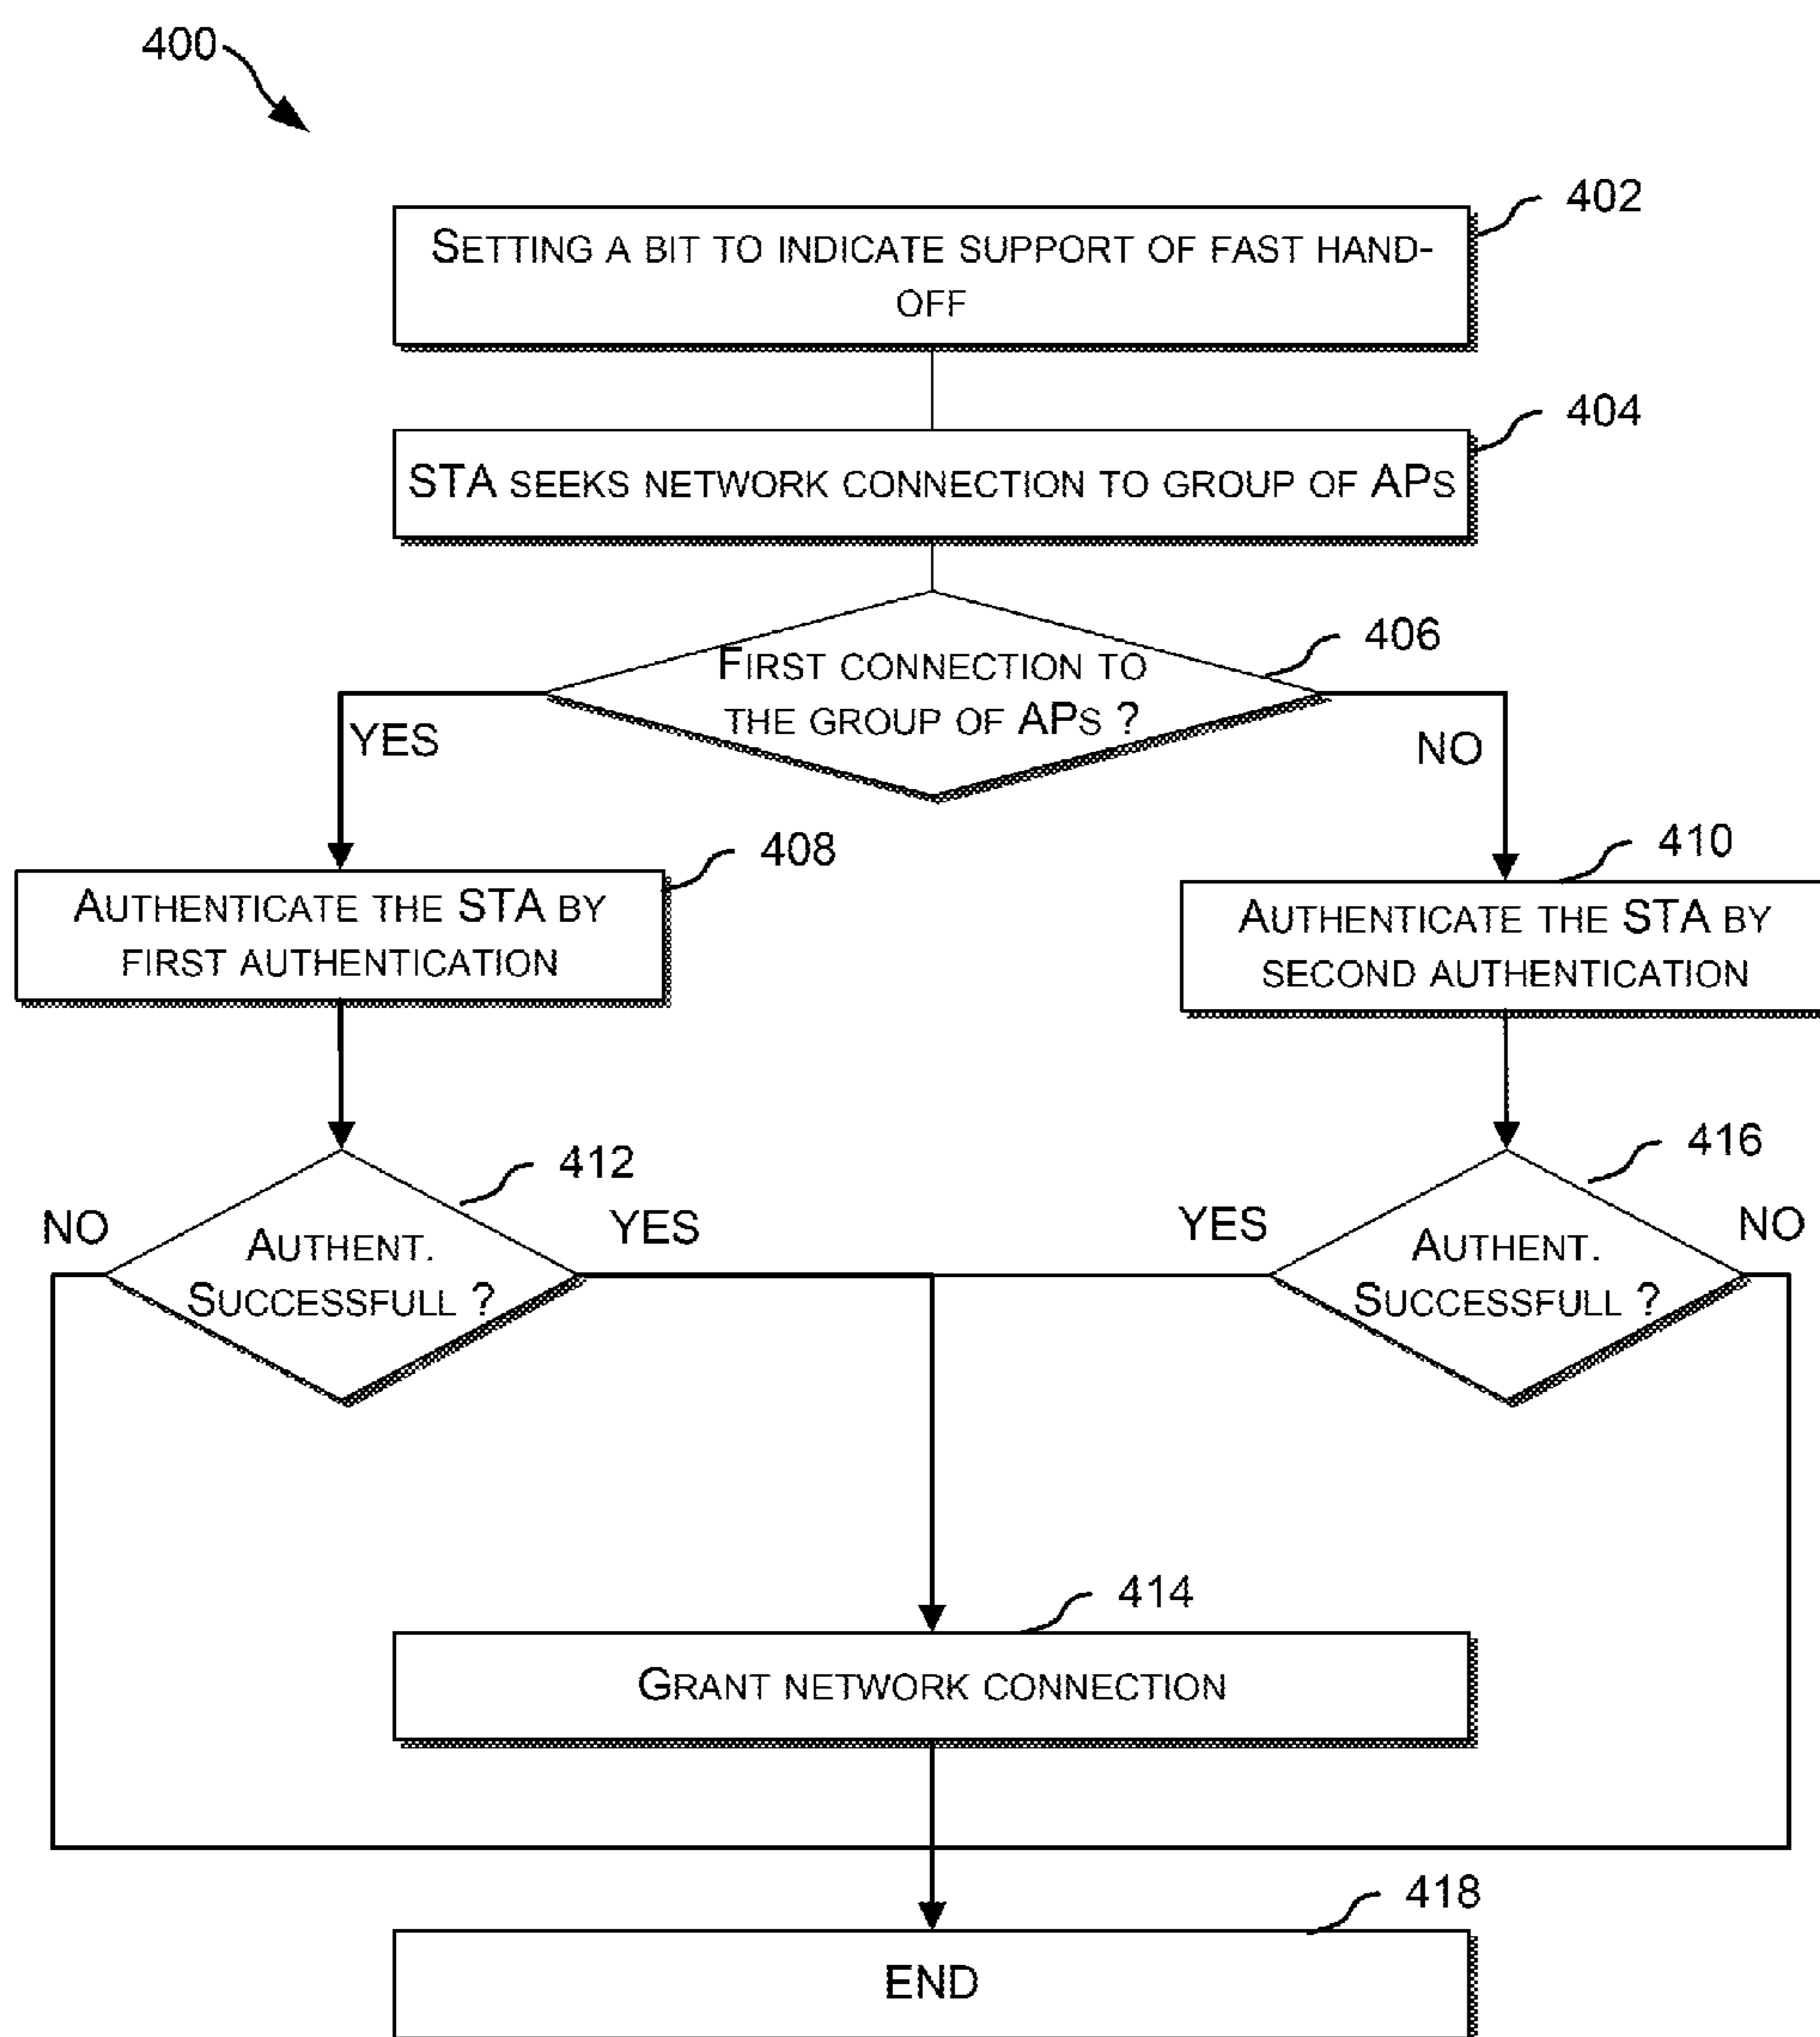 400
402
SETTING A BIT TO INDICATE SUPPORT OF FAST HAND-
OFF
404
STA SEEKS NETWORK CONNECTION TO GROUP OF APS
406
FIRST CONNECTION TO
THE GROUP OF APS ?
YES
NO
408
410
AUTHENTICATE THE STA BY
FIRST AUTHENTICATION
AUTHENTICATE THE STA BY
SECOND AUTHENTICATION
412
416
NO
YES
YES
NO
AUTHENT.
SUCCESSFULL ?
AUTHENT.
SUCCESSFULL ?
414
GRANT NETWORK CONNECTION
418
END